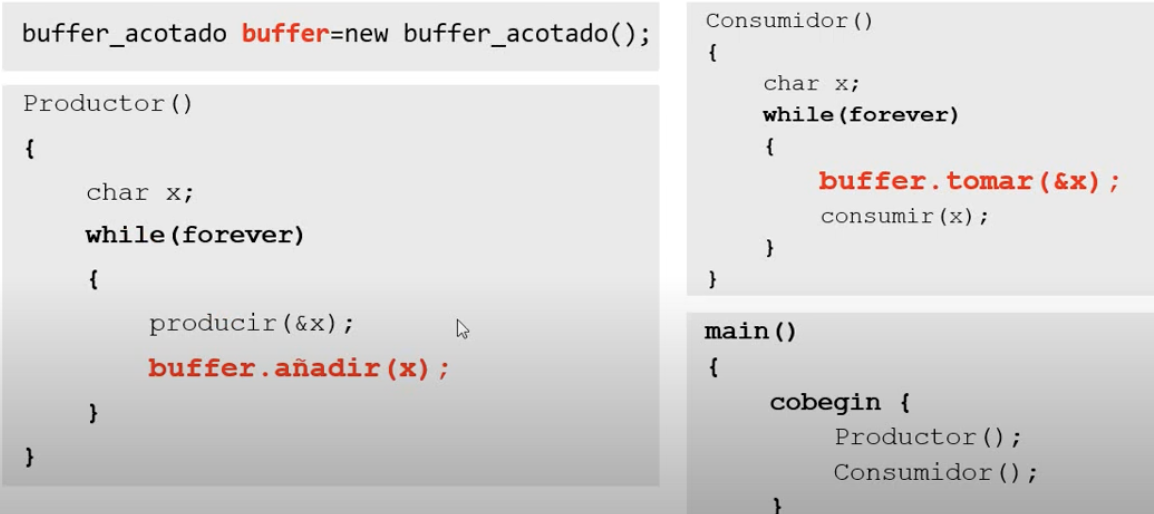 buffer_acotado buffer=new buffer_acotado();
Productor()
{
char x;
while(forever)
{
producir(&x);
buffer.añadir(x);
}
}
Consumidor()
{
char x;
while(forever)
{
buffer.tomar(&x);
consumir(x);
}
}
main()
{
cobegin {
Productor();
Consumidor();
}